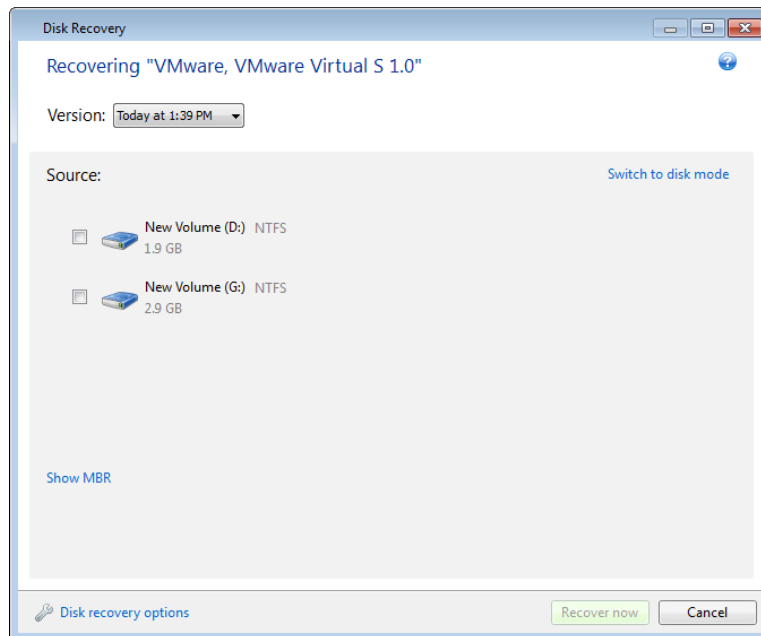 Disk Recovery
Recovering "VMware, VMware Virtual S 1.0"
Version: Today at 1:39 PM
Source: Switch to disk mode
New Volume (D:) NTFS
1.9 GB
New Volume (G:) NTFS
2.9 GB
Show MBR
Disk recovery options Recover now Cancel